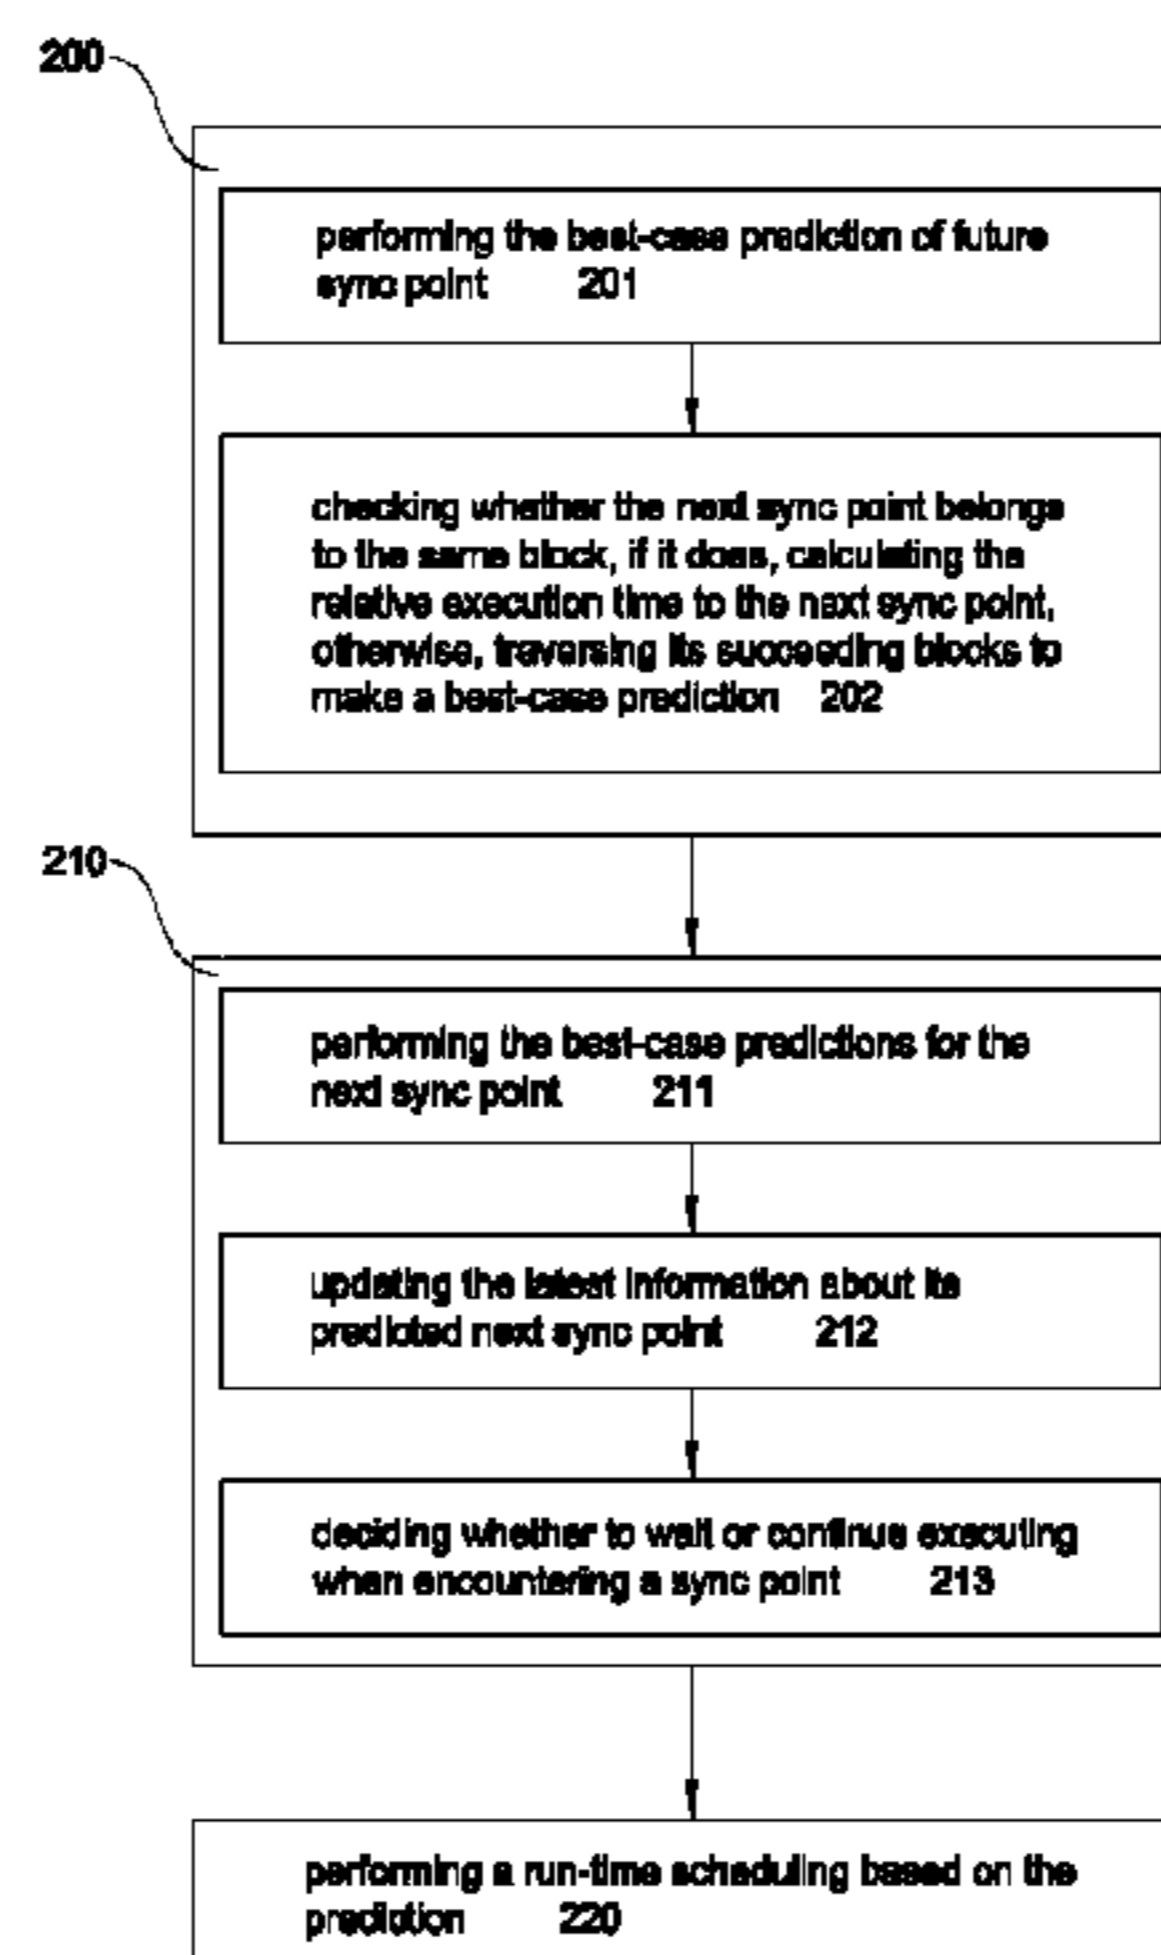 200
performing the best-case prediction of future
sync point 201
checking whether the next sync point belongs
to the same block, if it does, calculating the
relative execution time to the next sync point,
otherwise, traversing its succeeding blocks to
make a best-case prediction 202
210
performing the best-case predictions for the
next sync point 211
updating the latest information about its
predicted next sync point 212
deciding whether to wait or continue executing
when encountering a sync point 213
performing a run-time scheduling based on the
prediction 220